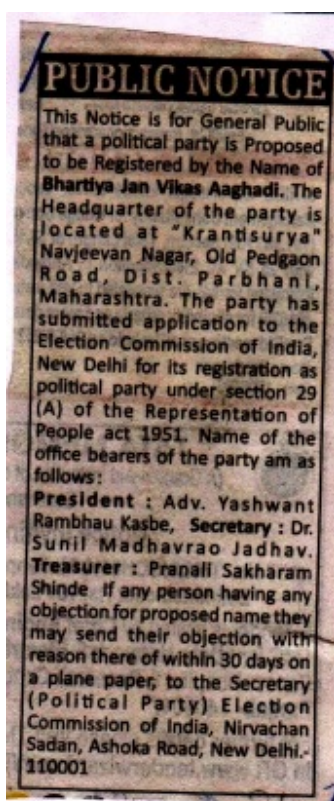 PUBLIC NOTICE
This Notice is for General Public
that a political party is Proposed
to be Registered by the Name of
Bhartiya Jan Vikas Aaghadi. The
Headquarter of the party is
located at "Krantisurya"
Navjeevan Nagar, Old Pedgaon
Road, Dist. Parbhani,
Maharashtra. The party has
submitted application to the
Election Commission of India,
New Delhi for its registration as
political party under section 29
(A) of the Representation of
People act 1951. Name of the
office bearers of the party am as
follows:
President : Adv. Yashwant
Rambhau Kasbe, Secretary : Dr.
Sunil Madhavrao Jadhav.
Treasurer : Pranali Sakharam
Shinde If any person having any
objection for proposed name they
may send their objection with
reason there of within 30 days on
a plane paper, to the Secretary
(Political Party) Election
Commission of India, Nirvachan
Sadan, Ashoka Road, New Delhi.-
110001